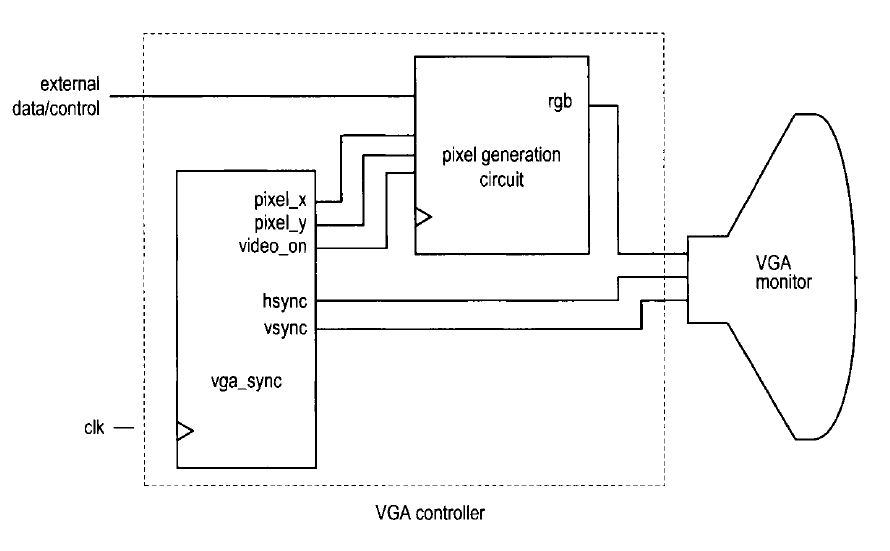 external
data/control
rgb
pixel generation
circuit
pixel_x
pixel_y
video_on
hsync
vsync
vga_sync
clk
VGA
monitor
VGA controller